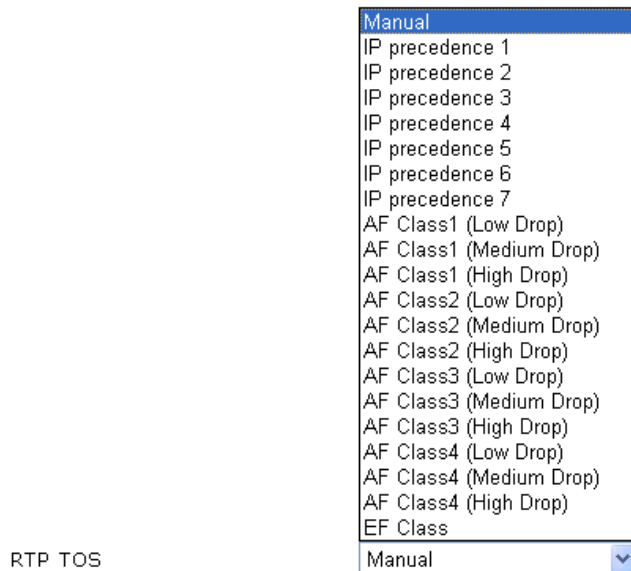 Manual
IP precedence 1
IP precedence 2
IP precedence 3
IP precedence 4
IP precedence 5
IP precedence 6
IP precedence 7
AF Class1 (Low Drop)
AF Class1 (Medium Drop)
AF Class1 (High Drop)
AF Class2 (Low Drop)
AF Class2 (Medium Drop)
AF Class2 (High Drop)
AF Class3 (Low Drop)
AF Class3 (Medium Drop)
AF Class3 (High Drop)
AF Class4 (Low Drop)
AF Class4 (Medium Drop)
AF Class4 (High Drop)
EF Class
RTP TOS Manual